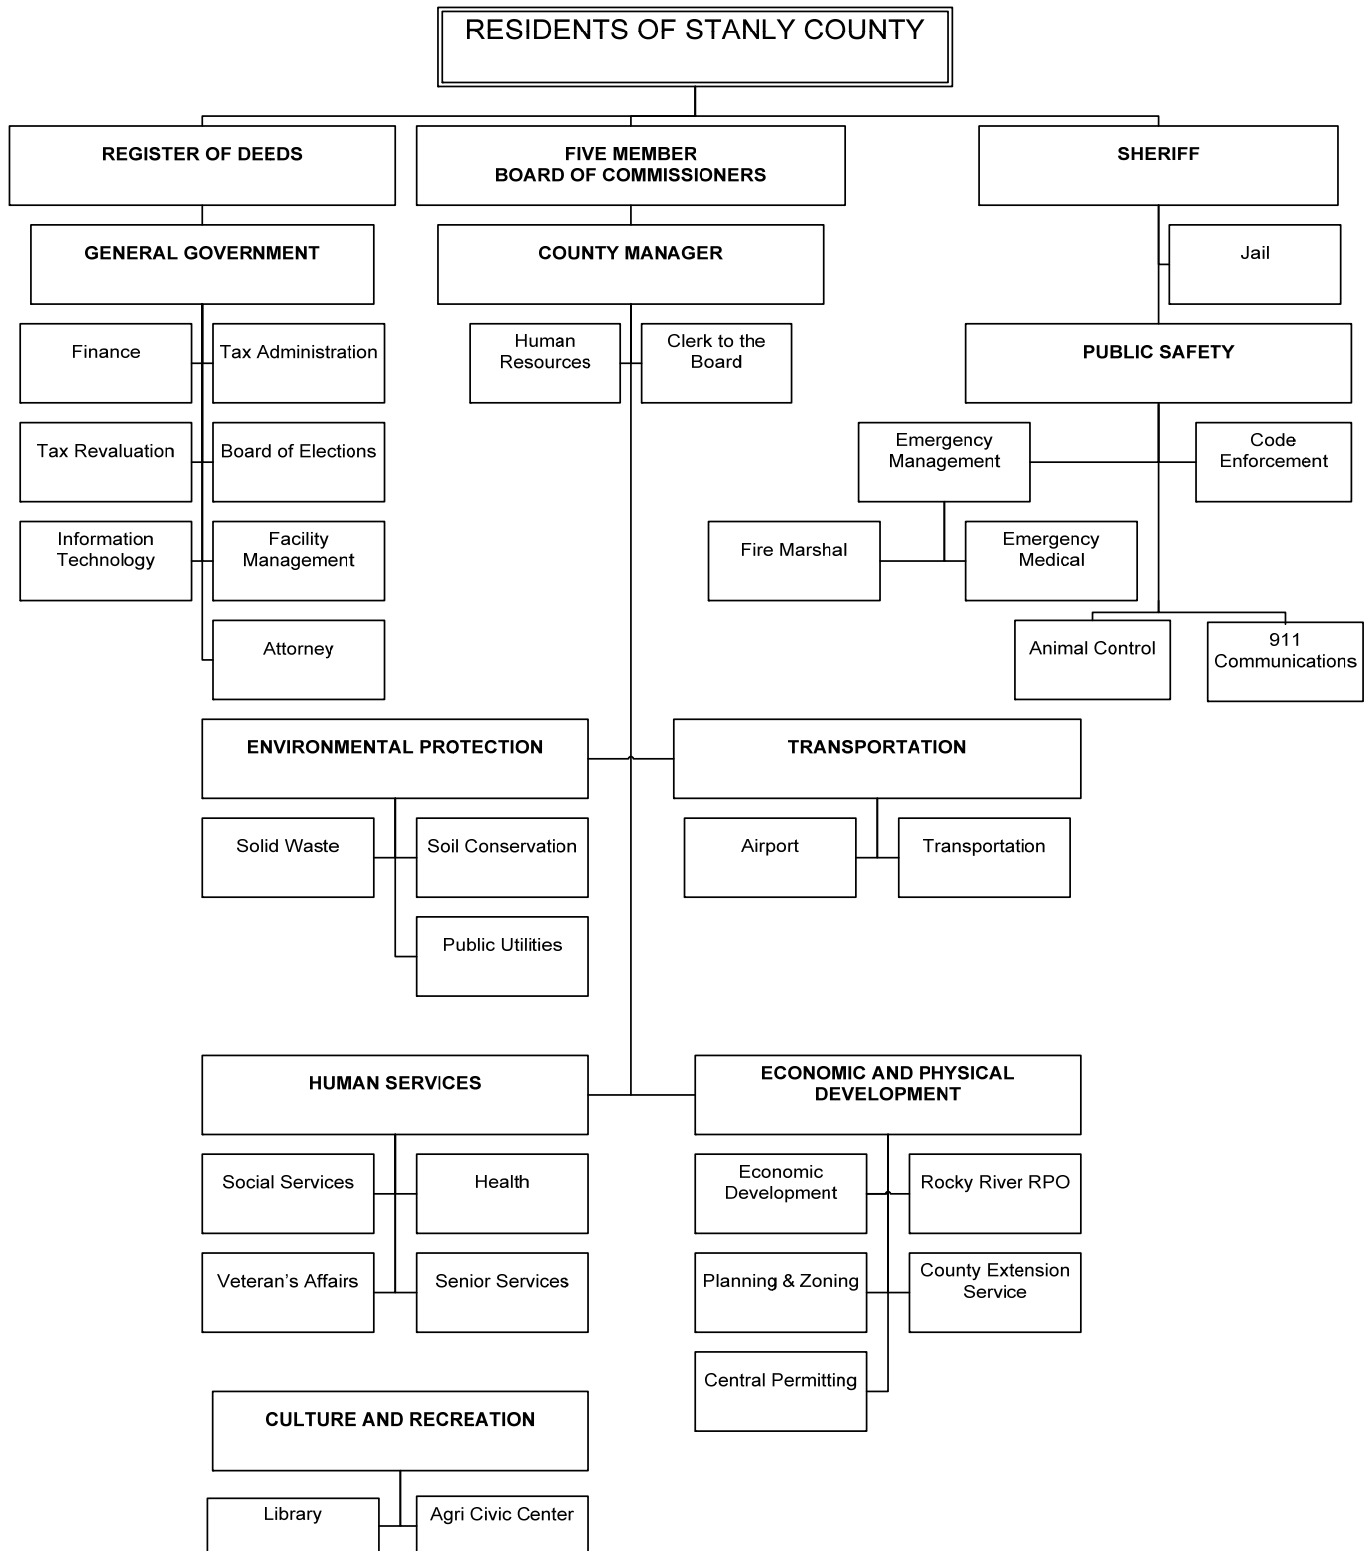 RESIDENTS OF STANLY COUNTY
REGISTER OF DEEDS
FIVE MEMBER
BOARD OF COMMISSIONERS
SHERIFF
GENERAL GOVERNMENT
COUNTY MANAGER
Jail
Finance
Tax Administration
Human
Resources
Clerk to the
Board
PUBLIC SAFETY
Tax Revaluation
Board of Elections
Emergency
Management
Code
Enforcement
Information
Technology
Facility
Management
Fire Marshal
Emergency
Medical
Attorney
Animal Control
911
Communications
ENVIRONMENTAL PROTECTION
TRANSPORTATION
Solid Waste
Soil Conservation
Airport
Transportation
Public Utilities
HUMAN SERVICES
ECONOMIC AND PHYSICAL
DEVELOPMENT
Social Services
Health
Economic
Development
Rocky River RPO
Veteran’s Affairs
Senior Services
Planning & Zoning
County Extension
Service
Central Permitting
CULTURE AND RECREATION
Library
Agri Civic Center